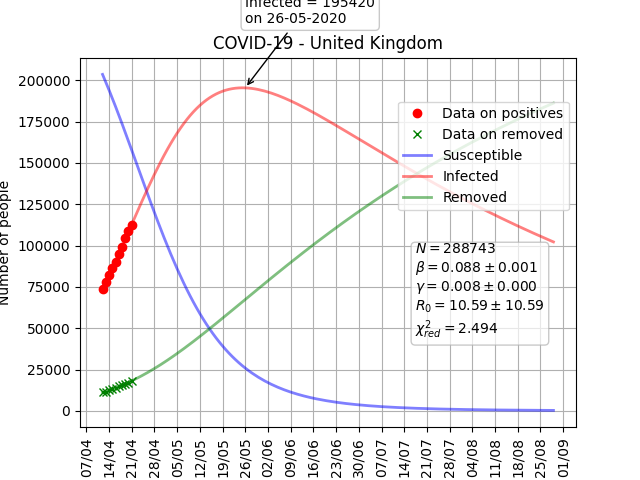 Infected = 195420
on 26-05-2020
COVID-19 - United Kingdom
Number of people
200000
175000
150000
125000
100000
75000
50000
25000
0
Data on positives
Data on removed
Susceptible
Infected
Removed
N = 288743
β = 0.088 ± 0.001
γ = 0.008 ± 0.000
R₀ = 10.59 ± 10.59
χ²_red = 2.494
07/04
14/04
21/04
28/04
05/05
12/05
19/05
26/05
02/06
09/06
16/06
23/06
30/06
07/07
14/07
21/07
28/07
04/08
11/08
18/08
25/08
01/09